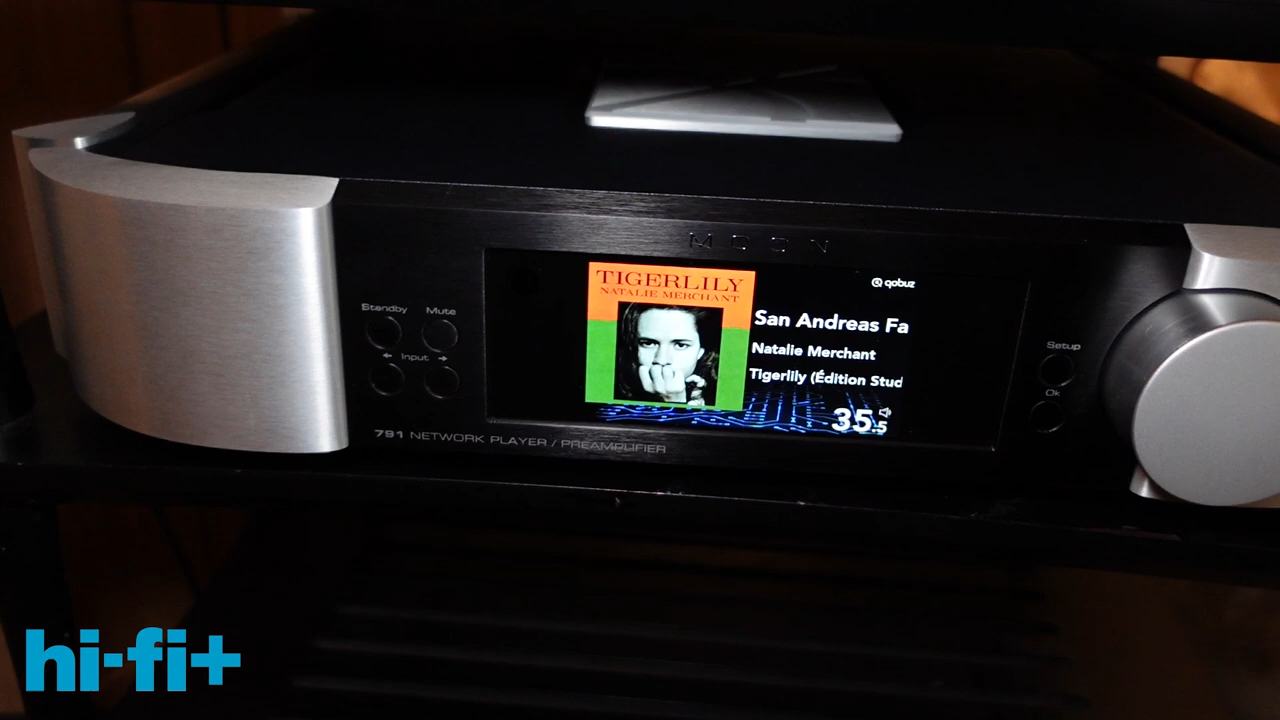 MOON
TIGERLILY
NATALIE MERCHANT
qobuz
San Andreas Fa
Natalie Merchant
Tigerlily (Édition Stud
35.5
Standby Mute
← Input →
Setup
Ok
791 NETWORK PLAYER / PREAMPLIFIER
hi-fi+